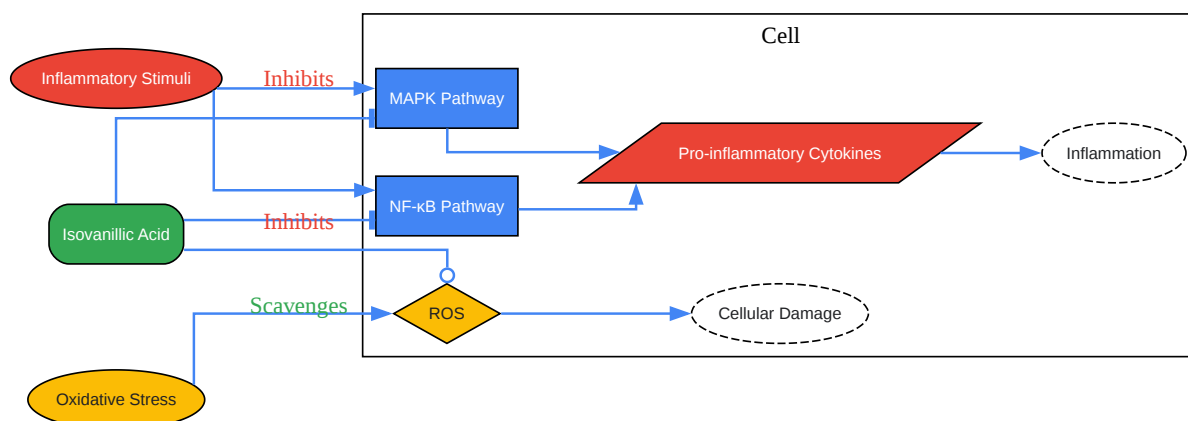 Cell
Inflammatory Stimuli
Inhibits
MAPK Pathway
Pro-inflammatory Cytokines
Inflammation
Isovanillic Acid
Inhibits
NF-κB Pathway
Scavenges
ROS
Cellular Damage
Oxidative Stress